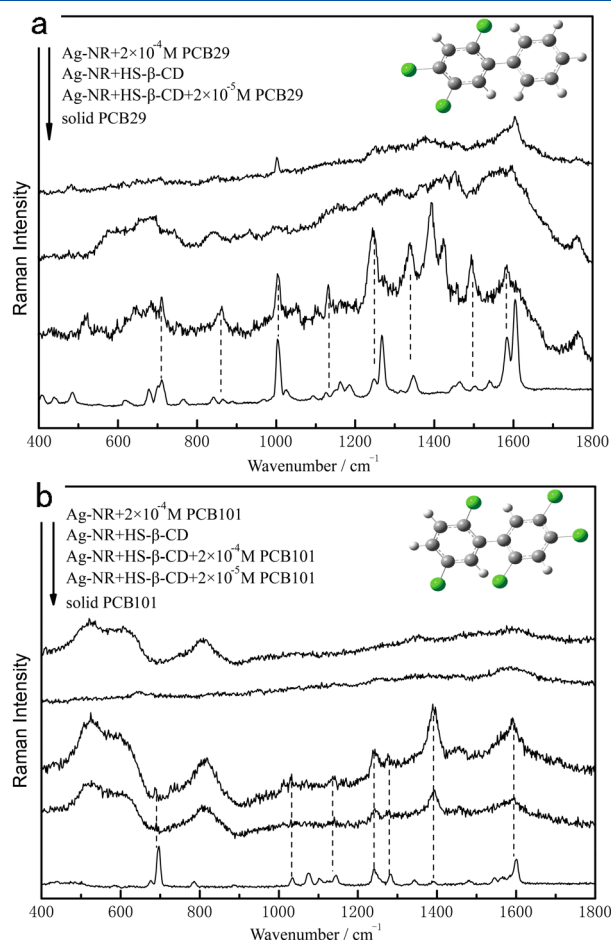 a
Ag-NR+2×10⁻⁴M PCB29
Ag-NR+HS-β-CD
Ag-NR+HS-β-CD+2×10⁻⁵M PCB29
solid PCB29
Raman Intensity
400 600 800 1000 1200 1400 1600 1800
Wavenumber / cm⁻¹
b
Ag-NR+2×10⁻⁴M PCB101
Ag-NR+HS-β-CD
Ag-NR+HS-β-CD+2×10⁻⁴M PCB101
Ag-NR+HS-β-CD+2×10⁻⁵M PCB101
solid PCB101
Raman Intensity
400 600 800 1000 1200 1400 1600 1800
Wavenumber / cm⁻¹